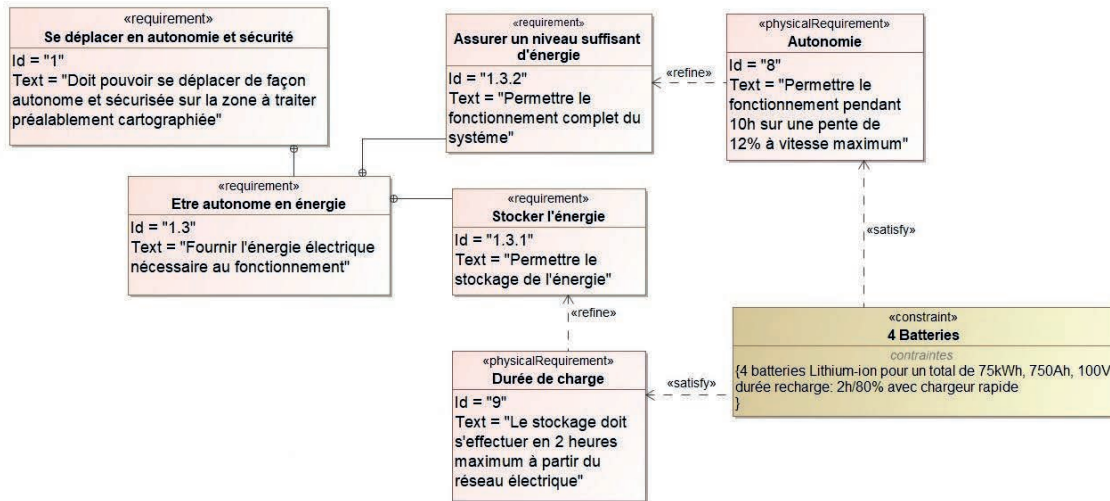 «requirement»
Se déplacer en autonomie et sécurité
Id = "1"
Text = "Doit pouvoir se déplacer de façon
autonome et sécurisée sur la zone à traiter
préalablement cartographiée"
«requirement»
Assurer un niveau suffisant
d'énergie
Id = "1.3.2"
Text = "Permettre le
fonctionnement complet du
systéme"
«refine»
«physicalRequirement»
Autonomie
Id = "8"
Text = "Permettre le
fonctionnement pendant
10h sur une pente de
12% à vitesse maximum"
«requirement»
Etre autonome en énergie
Id = "1.3"
Text = "Fournir l'énergie électrique
nécessaire au fonctionnement"
«requirement»
Stocker l'énergie
Id = "1.3.1"
Text = "Permettre le
stockage de l'énergie"
«satisfy»
«refine»
«constraint»
4 Batteries
contraintes
{4 batteries Lithium-ion pour un total de 75kWh, 750Ah, 100V
durée recharge: 2h/80% avec chargeur rapide
}
«satisfy»
«physicalRequirement»
Durée de charge
Id = "9"
Text = "Le stockage doit
s'effectuer en 2 heures
maximum à partir du
réseau électrique"